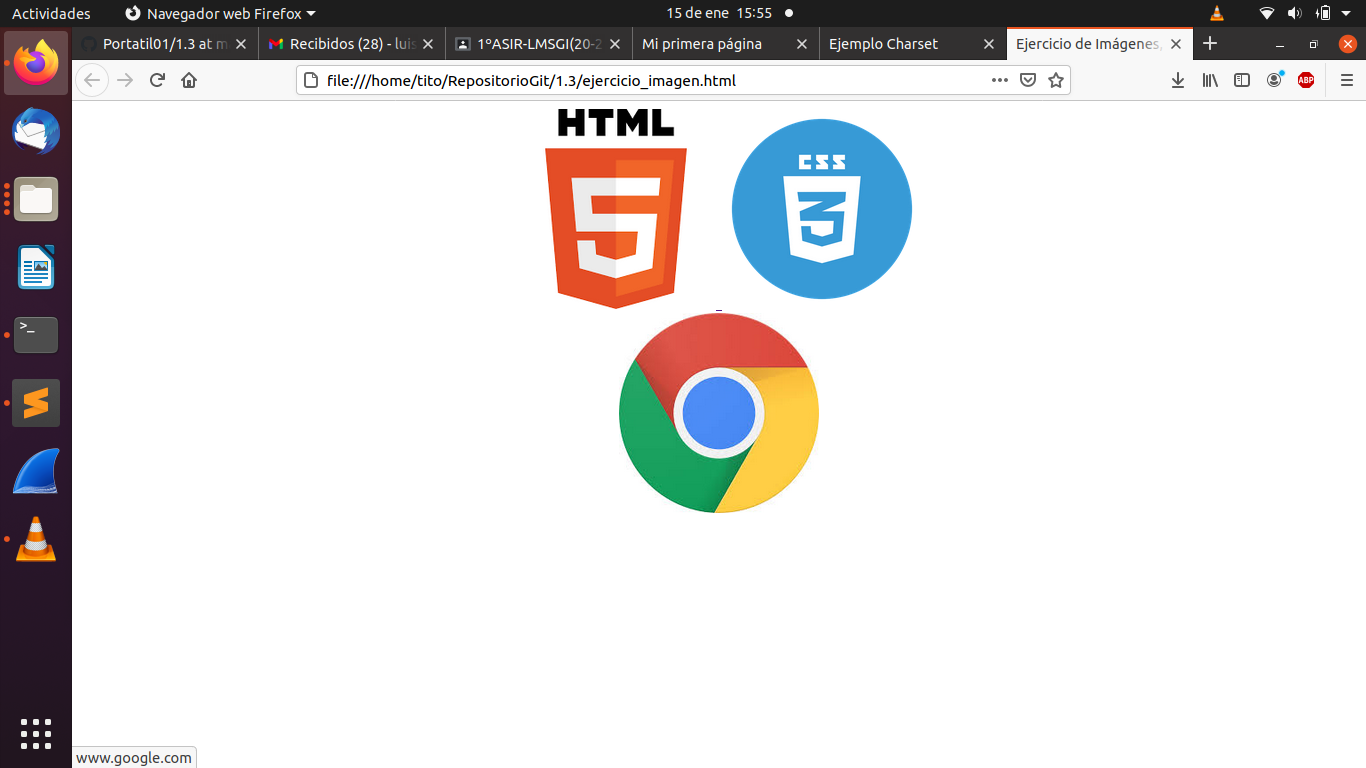 Actividades
Navegador web Firefox
15 de ene 15:55
Portatil01/1.3 at m
Recibidos (28) - luis
1ºASIR-LMSGI(20-2
Mi primera página
Ejemplo Charset
Ejercicio de Imágenes,
file:///home/tito/RepositorioGit/1.3/ejercicio_imagen.html
ABP
HTML
5
CSS
3
>_
www.google.com